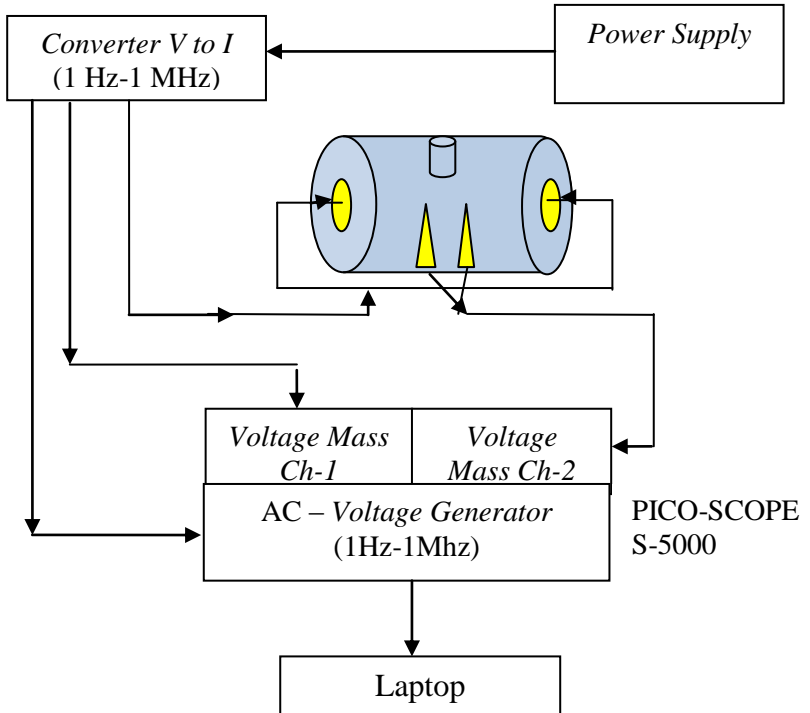 Converter V to I
(1 Hz-1 MHz)
Power Supply
Voltage Mass
Ch-1
Voltage
Mass Ch-2
AC – Voltage Generator
(1Hz-1Mhz)
PICO-SCOPE
S-5000
Laptop